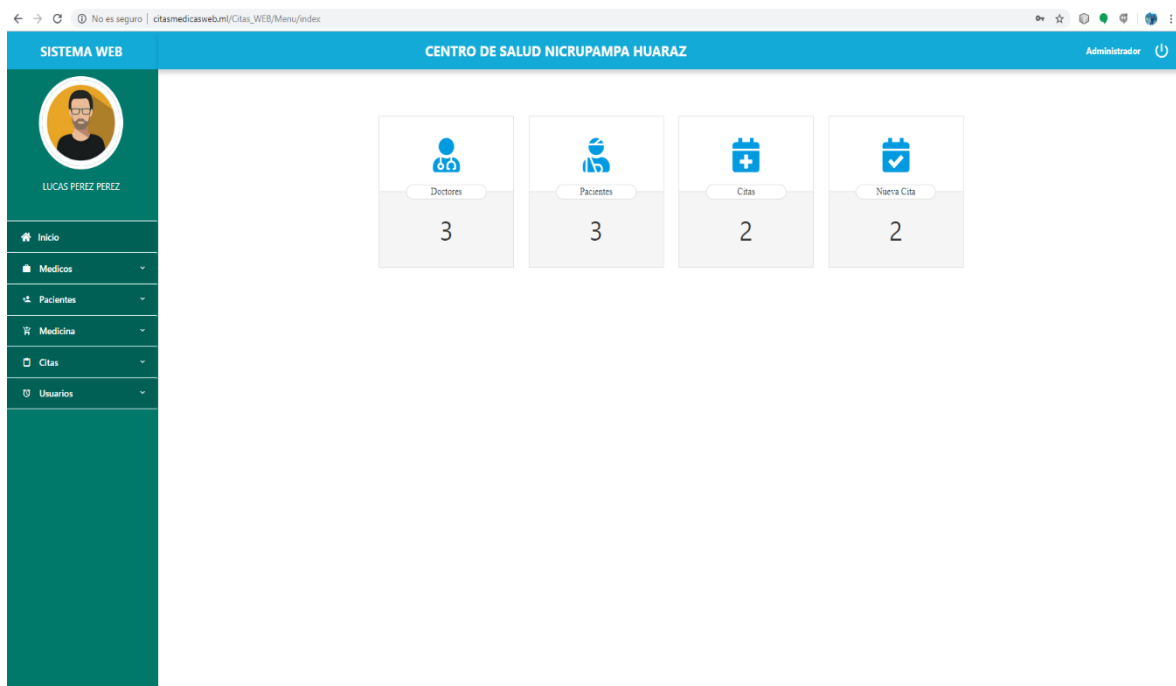 No es seguro | citasmedicasweb.ml/Citas_WEB/Menu/index
SISTEMA WEB
CENTRO DE SALUD NICRUPAMPA HUARAZ
Administrador
LUCAS PEREZ PEREZ
Inicio
Medicos
Pacientes
Medicina
Citas
Usuarios
Doctores
3
Pacientes
3
Citas
2
Nueva Cita
2